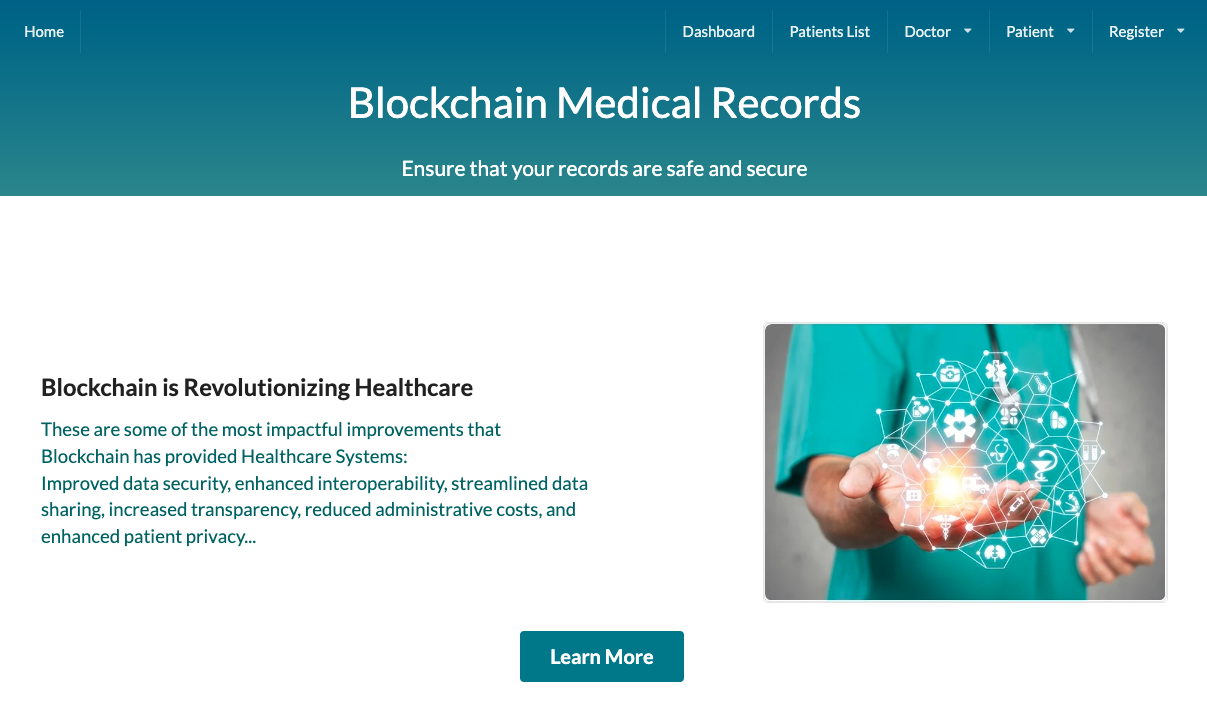 Home
Dashboard
Patients List
Doctor
Patient
Register
Blockchain Medical Records
Ensure that your records are safe and secure
Blockchain is Revolutionizing Healthcare
These are some of the most impactful improvements that
Blockchain has provided Healthcare Systems:
Improved data security, enhanced interoperability, streamlined data
sharing, increased transparency, reduced administrative costs, and
enhanced patient privacy...
Learn More